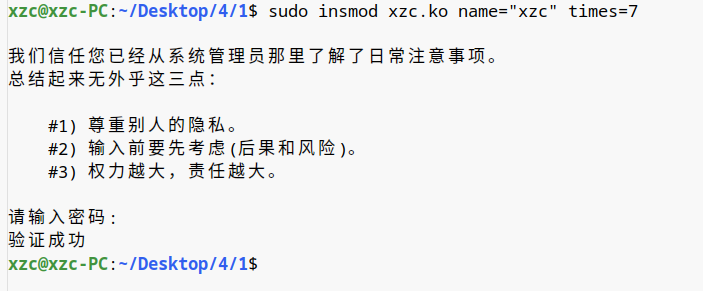 xzc@xzc-PC:~/Desktop/4/1$ sudo insmod xzc.ko name="xzc" times=7
我们信任您已经从系统管理员那里了解了日常注意事项。
总结起来无外乎这三点：
#1) 尊重别人的隐私。
#2) 输入前要先考虑(后果和风险)。
#3) 权力越大，责任越大。
请输入密码:
验证成功
xzc@xzc-PC:~/Desktop/4/1$